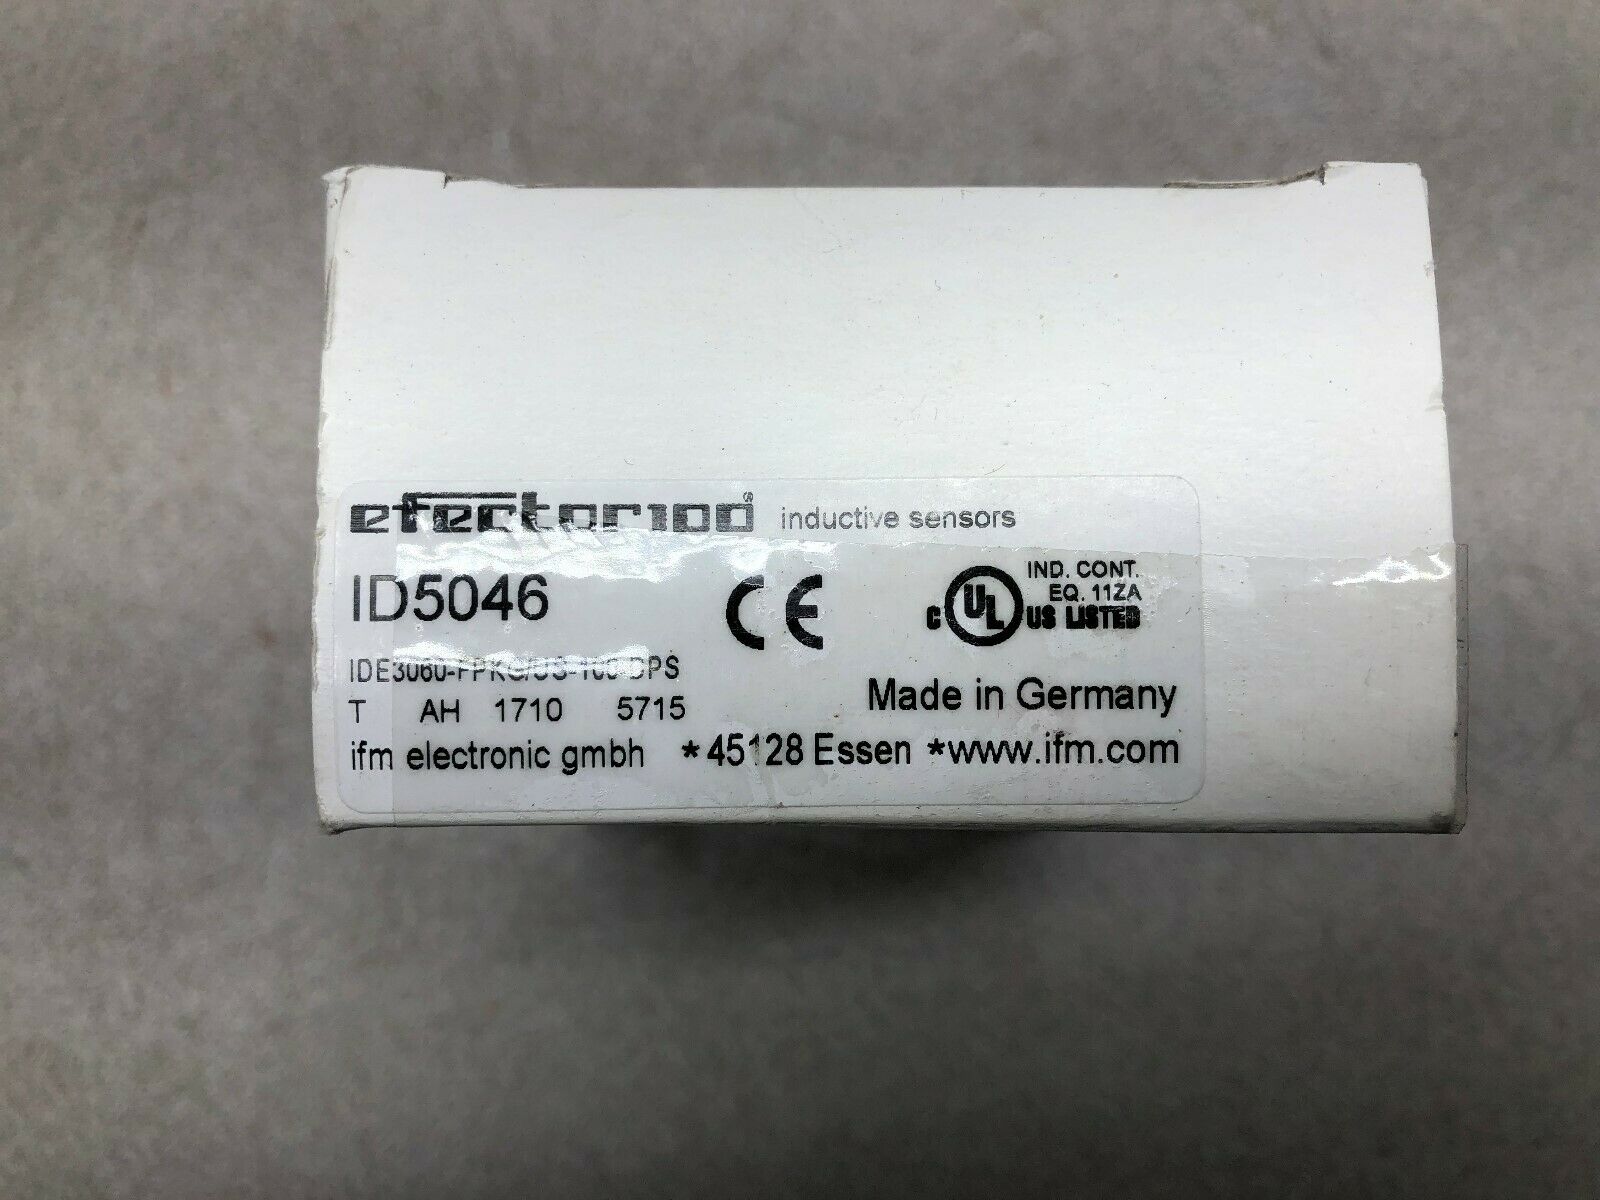 efector100® inductive sensors
ID5046
CE
IND. CONT.
EQ. 11ZA
C UL US LISTED
IDE3060-FPKG/US-100-DPS
T AH 1710 5715
Made in Germany
ifm electronic gmbh *45128 Essen *www.ifm.com